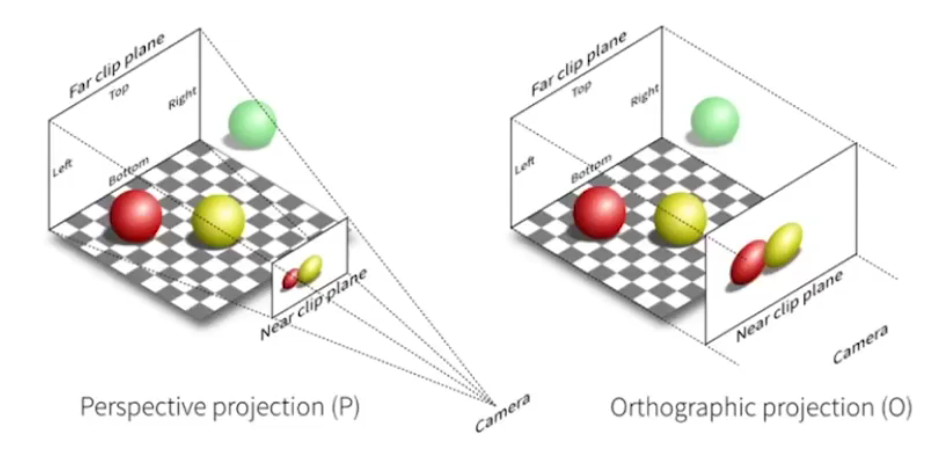 Far clip plane
Top
Right
Left
Bottom
Near clip plane
Camera
Perspective projection (P)
Far clip plane
Top
Right
Left
Bottom
Near clip plane
Camera
Orthographic projection (O)